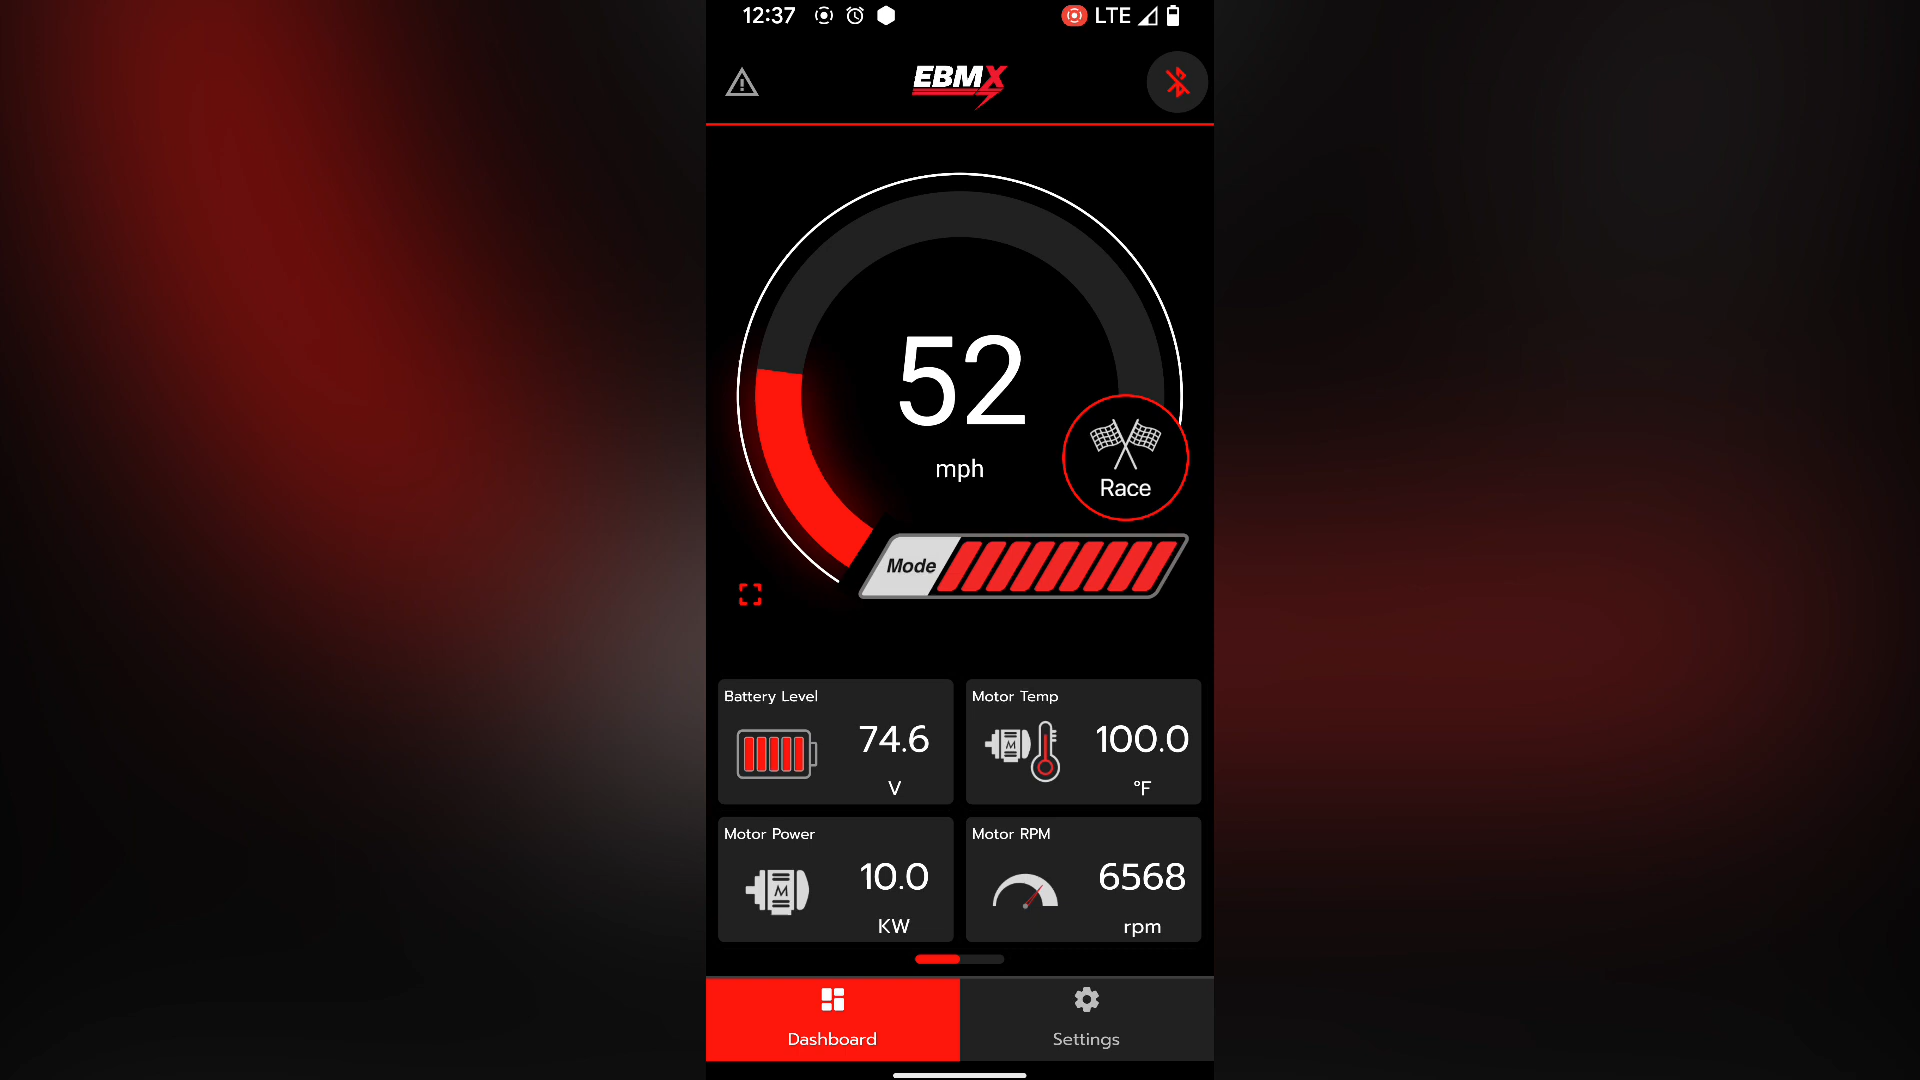 12:37
LTE
EBMX
52
mph
Race
Mode
Battery Level
74.6
V
Motor Temp
M
100.0
°F
Motor Power
M
10.0
KW
Motor RPM
6568
rpm
Dashboard
Settings